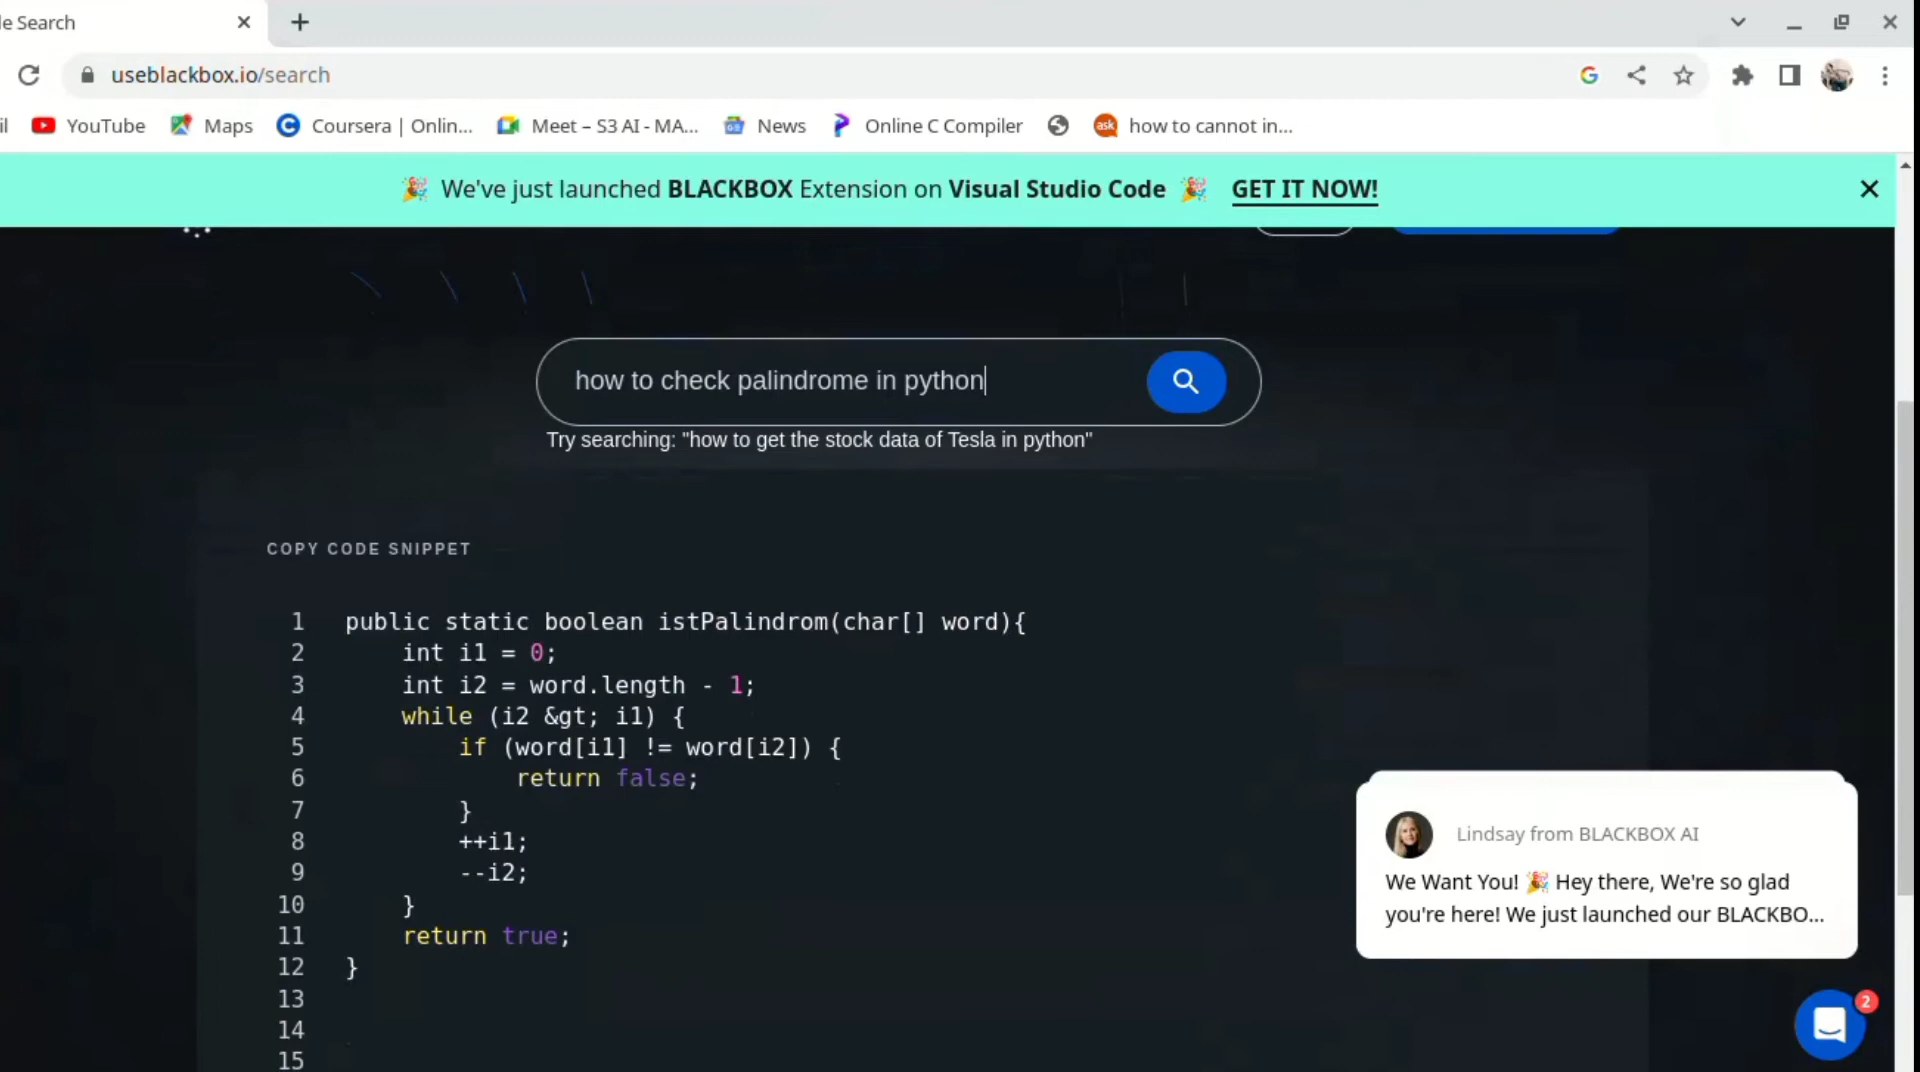 le Search
useblackbox.io/search
il YouTube Maps Coursera | Onlin... Meet – S3 AI - MA... News Online C Compiler ask how to cannot in...
🎉 We've just launched BLACKBOX Extension on Visual Studio Code 🎉 GET IT NOW!
how to check palindrome in python
Try searching: "how to get the stock data of Tesla in python"
COPY CODE SNIPPET
1 public static boolean istPalindrom(char[] word){
2     int i1 = 0;
3     int i2 = word.length - 1;
4     while (i2 &gt; i1) {
5         if (word[i1] != word[i2]) {
6             return false;
7         }
8         ++i1;
9         --i2;
10     }
11     return true;
12 }
13
14
15
Lindsay from BLACKBOX AI
We Want You! 🎉 Hey there, We're so glad
you're here! We just launched our BLACKBO...
2